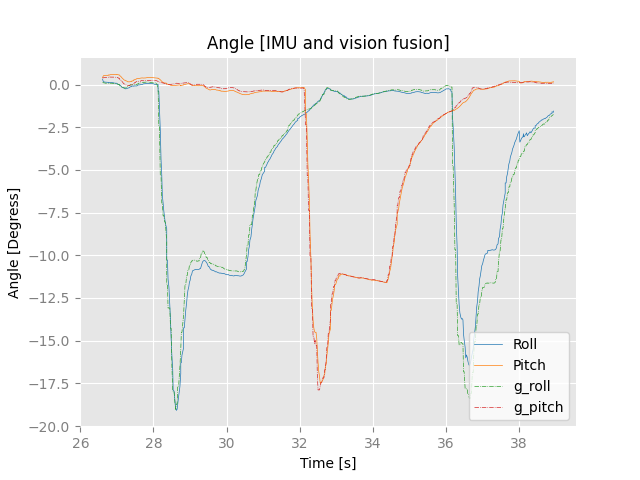 Angle [IMU and vision fusion]
0.0
−2.5
−5.0
−7.5
−10.0
−12.5
−15.0
−17.5
−20.0
Angle [Degress]
26 28 30 32 34 36 38
Time [s]
Roll
Pitch
g_roll
g_pitch